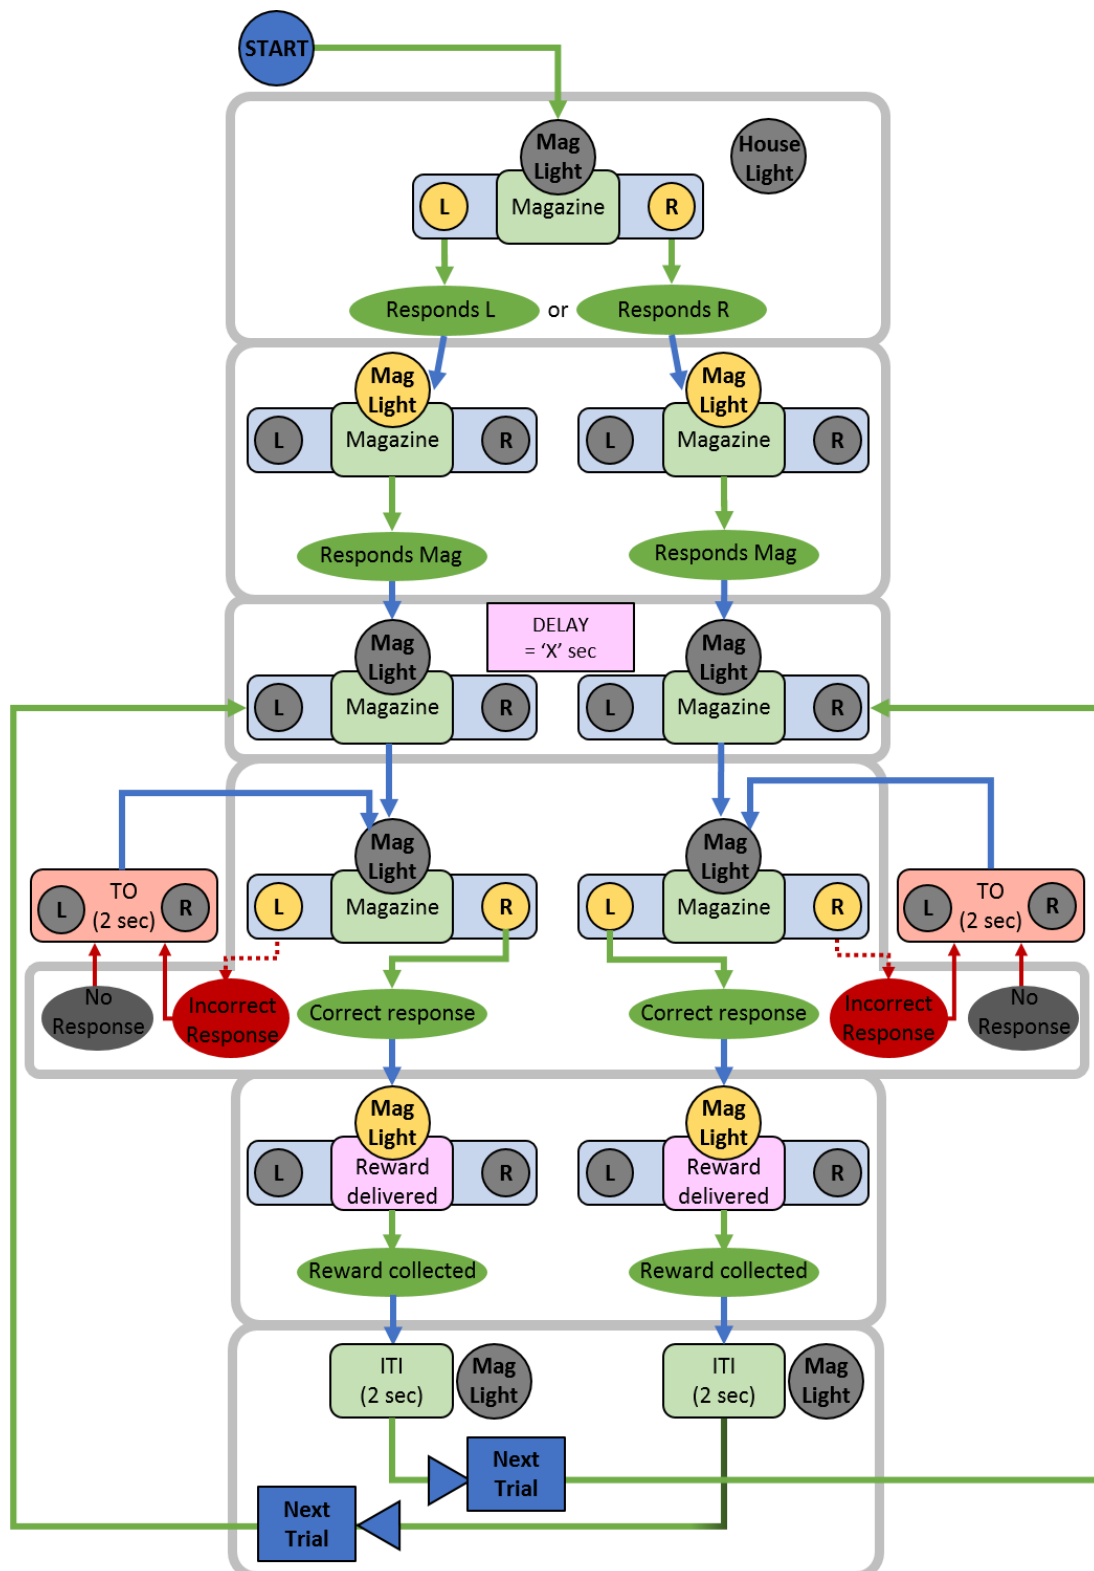 START
Mag
Light
House
Light
L
Magazine
R
Responds L
or
Responds R
Mag
Light
Mag
Light
L
Magazine
R
L
Magazine
R
Responds Mag
Responds Mag
DELAY
= ‘X’ sec
Mag
Light
Mag
Light
L
Magazine
R
L
Magazine
R
Mag
Light
Mag
Light
TO
(2 sec)
L
R
L
Magazine
R
L
Magazine
R
TO
(2 sec)
L
R
No
Response
Incorrect
Response
Correct response
Correct response
Incorrect
Response
No
Response
Mag
Light
Mag
Light
L
Reward
delivered
R
L
Reward
delivered
R
Reward collected
Reward collected
ITI
(2 sec)
Mag
Light
ITI
(2 sec)
Mag
Light
Next
Trial
Next
Trial